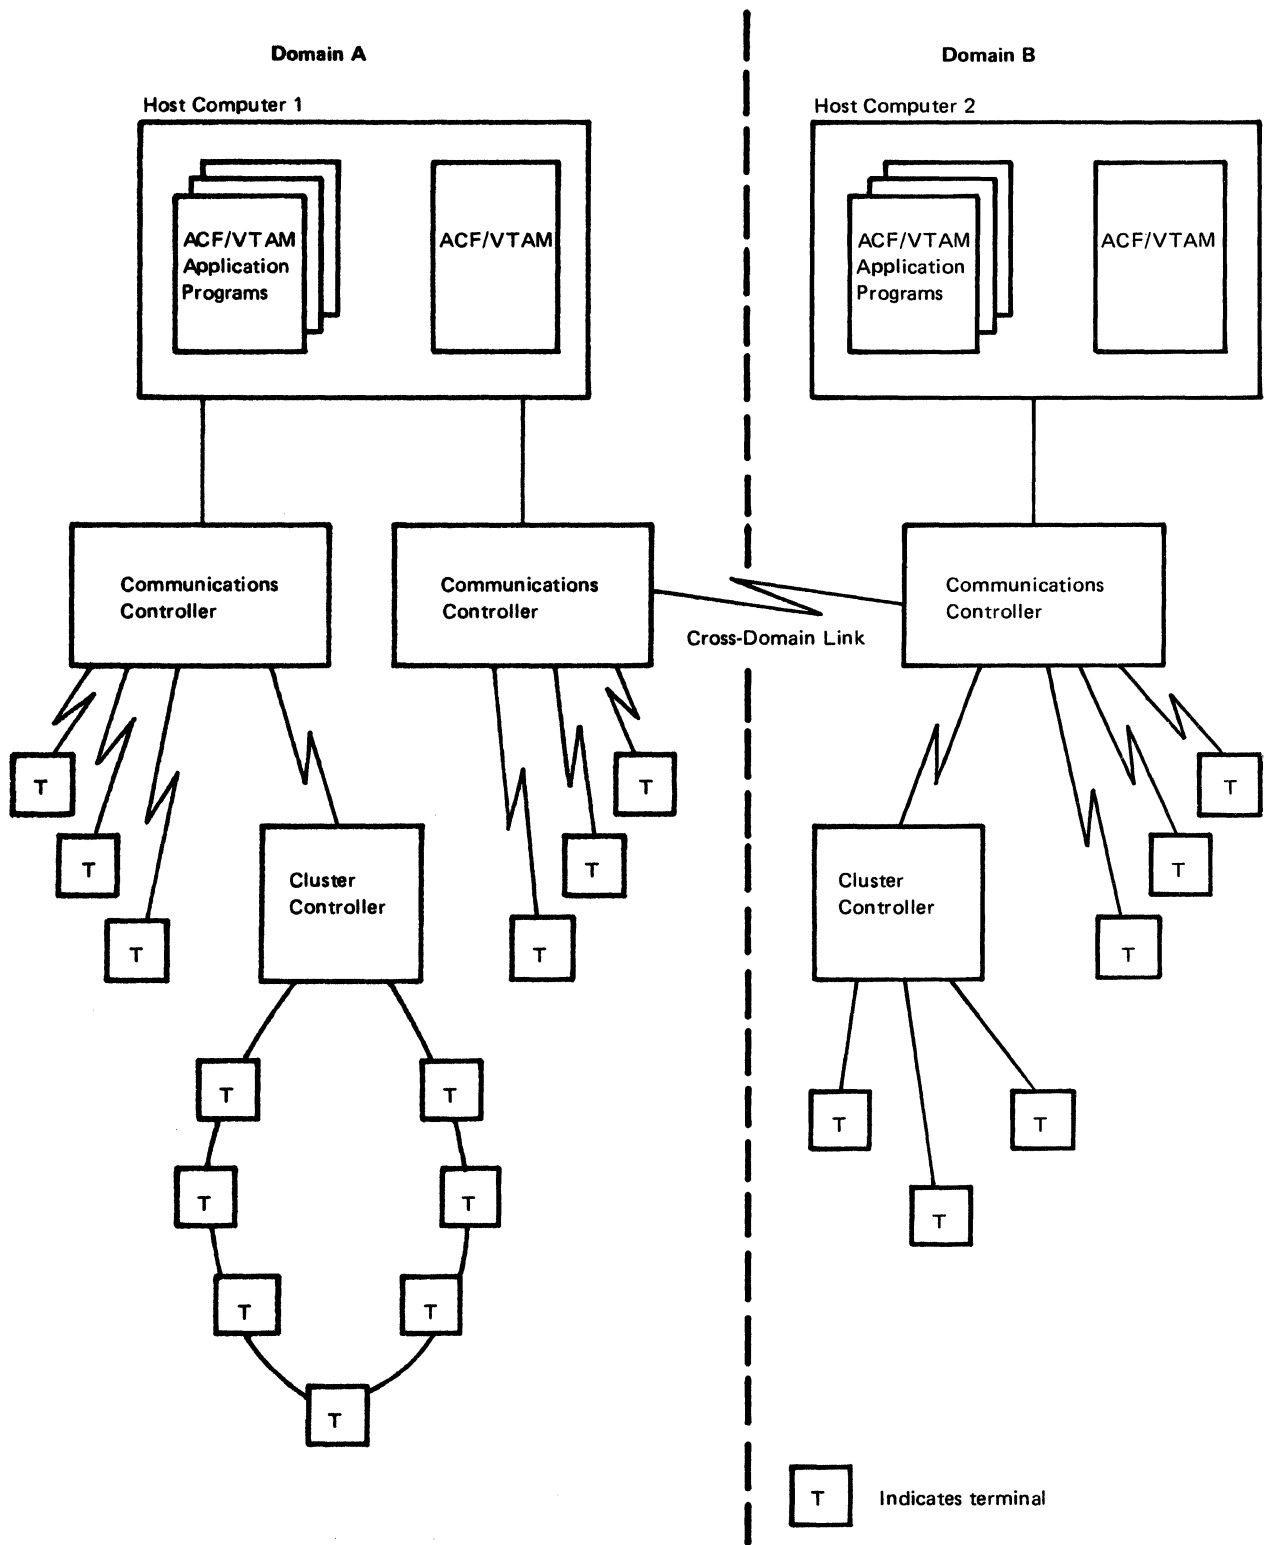 Domain A
Domain B
Host Computer 1
Host Computer 2
ACF/VTAM
Application
Programs
ACF/VTAM
ACF/VTAM
Application
Programs
ACF/VTAM
Communications
Controller
Communications
Controller
Communications
Controller
Cross-Domain Link
T
T
T
T
T
T
T
T
T
Cluster
Controller
Cluster
Controller
T
T
T
T
T
T
T
T
T
T
T Indicates terminal